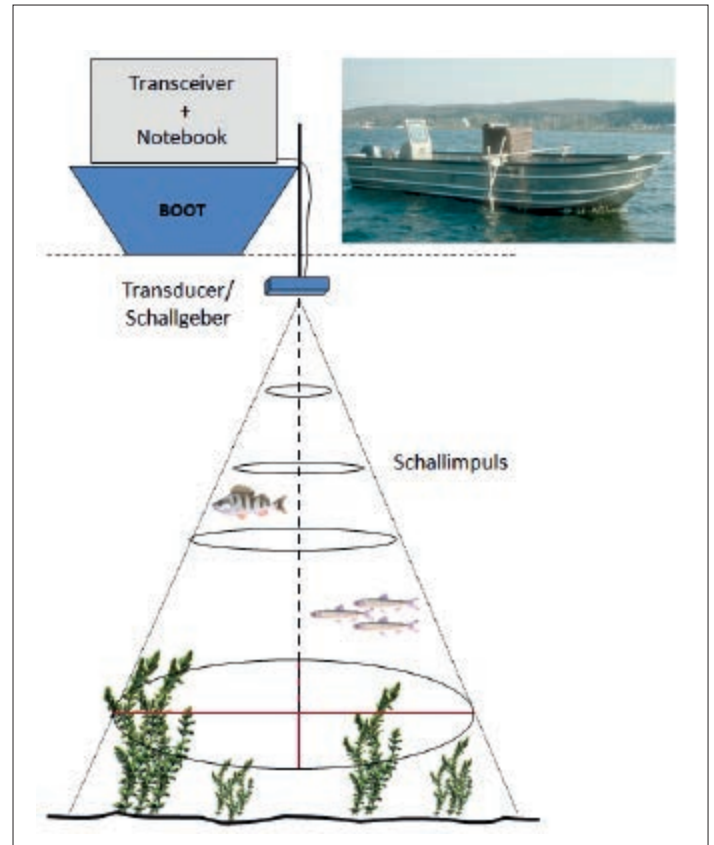 Transceiver
+
Notebook
BOOT
Transducer/
Schallgeber
Schallimpuls